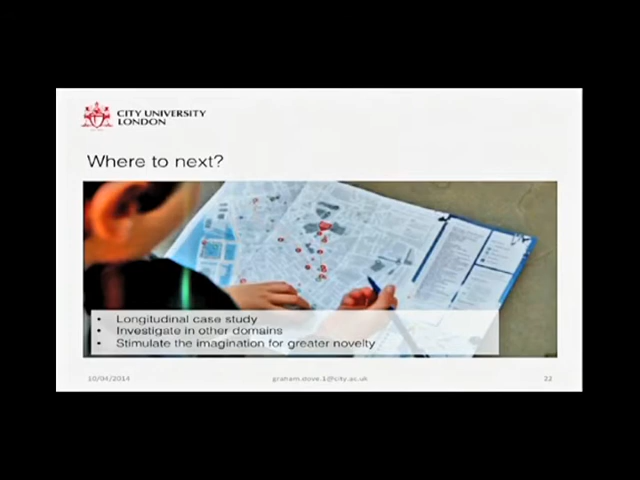 CITY UNIVERSITY
LONDON
Where to next?
• Longitudinal case study
• Investigate in other domains
• Stimulate the imagination for greater novelty
10/04/2014
graham.dove.1@city.ac.uk
22